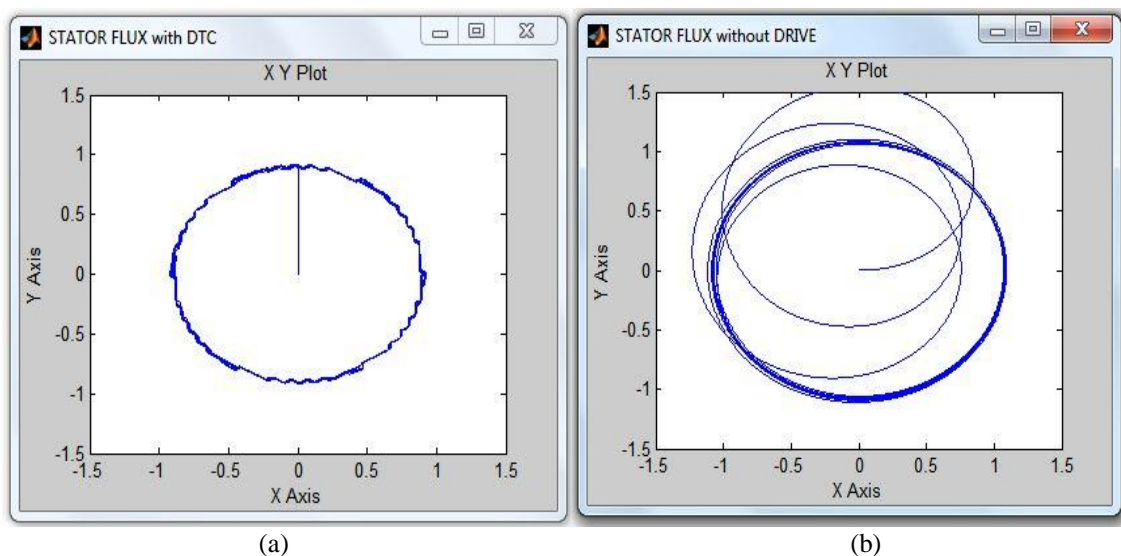 STATOR FLUX with DTC
X Y Plot
1.5
1
0.5
0
-0.5
-1
-1.5
Y Axis
-1.5 -1 -0.5 0 0.5 1 1.5
X Axis
(a)
STATOR FLUX without DRIVE
X Y Plot
1.5
1
0.5
0
-0.5
-1
-1.5
Y Axis
-1.5 -1 -0.5 0 0.5 1 1.5
X Axis
(b)